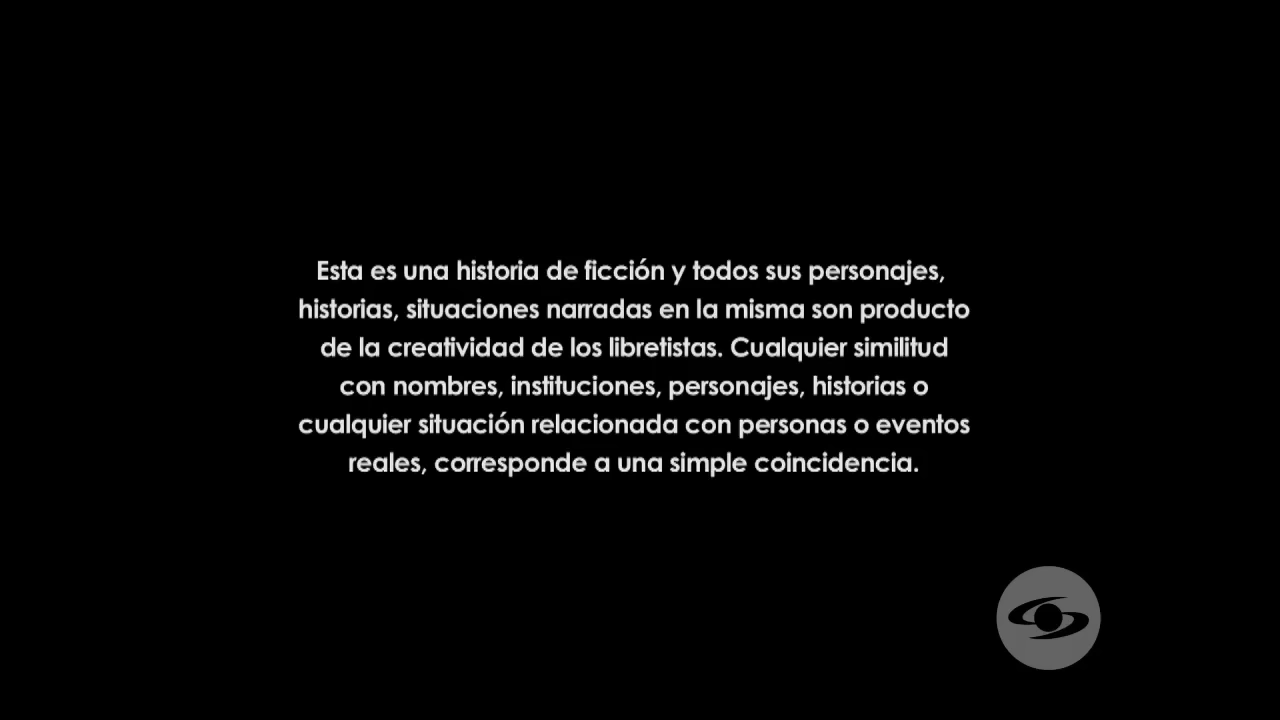 Esta es una historia de ficción y todos sus personajes,
historias, situaciones narradas en la misma son producto
de la creatividad de los libretistas. Cualquier similitud
con nombres, instituciones, personajes, historias o
cualquier situación relacionada con personas o eventos
reales, corresponde a una simple coincidencia.